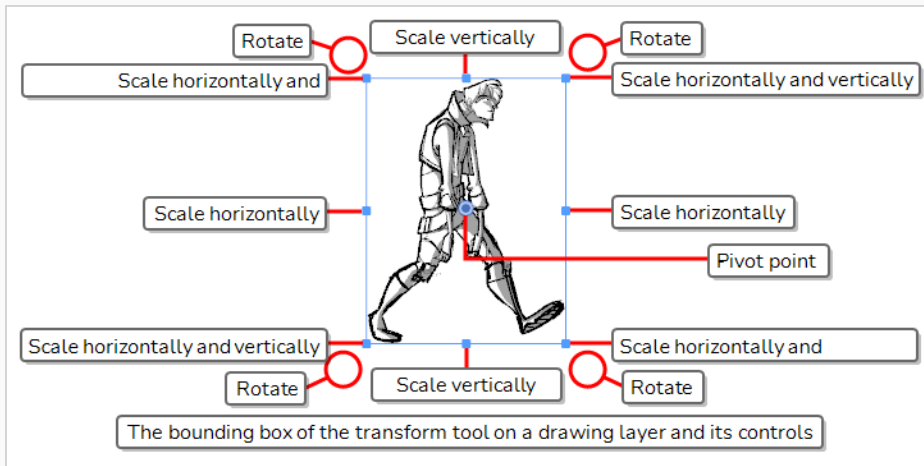 Rotate
Scale vertically
Rotate
Scale horizontally and
Scale horizontally and vertically
Scale horizontally
Scale horizontally
Pivot point
Scale horizontally and vertically
Scale horizontally and
Rotate
Scale vertically
Rotate
The bounding box of the transform tool on a drawing layer and its controls